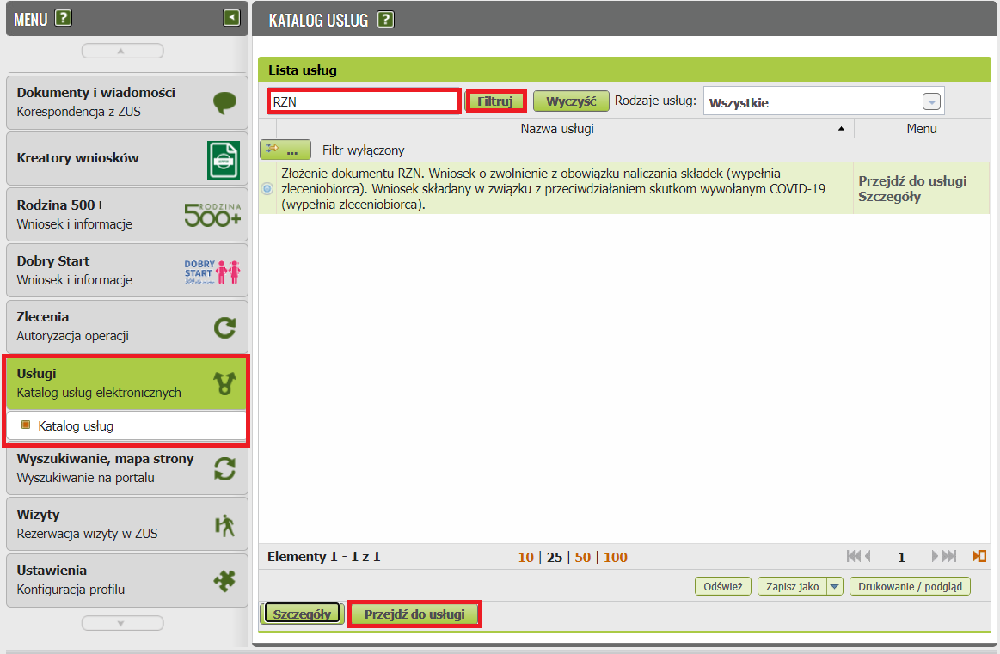 MENU ?
Dokumenty i wiadomości
Korespondencja z ZUS
Kreatory wniosków
www
Rodzina 500+
Wniosek i informacje
RODZINA
500+
Dobry Start
Wniosek i informacje
DOBRY
START
Zlecenia
Autoryzacja operacji
Usługi
Katalog usług elektronicznych
Katalog usług
Wyszukiwanie, mapa strony
Wyszukiwanie na portalu
Wizyty
Rezerwacja wizyty w ZUS
Ustawienia
Konfiguracja profilu
KATALOG USŁUG ?
Lista usług
RZN Filtruj Wyczyść Rodzaje usług: Wszystkie
Nazwa usługi Menu
... Filtr wyłączony
Złożenie dokumentu RZN. Wniosek o zwolnienie z obowiązku naliczania składek (wypełnia
zleceniobiorca). Wniosek składany w związku z przeciwdziałaniem skutkom wywołanym COVID-19
(wypełnia zleceniobiorca).
Przejdź do usługi
Szczegóły
Elementy 1 - 1 z 1 10 | 25 | 50 | 100 1
Odśwież Zapisz jako Drukowanie / podgląd
Szczegóły Przejdź do usługi